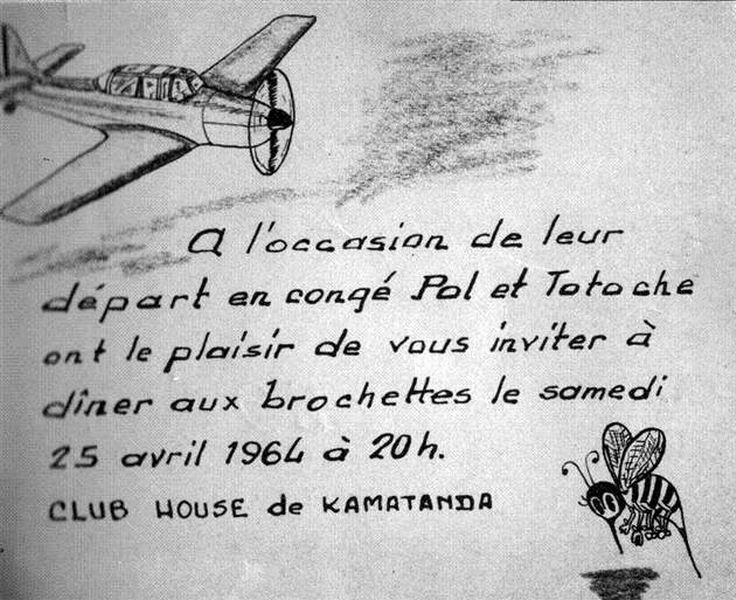 A l'occasion de leur
départ en congé Pol et Totoche
ont le plaisir de vous inviter à
dîner aux brochettes le samedi
25 avril 1964 à 20h.
CLUB HOUSE de KAMATANDA